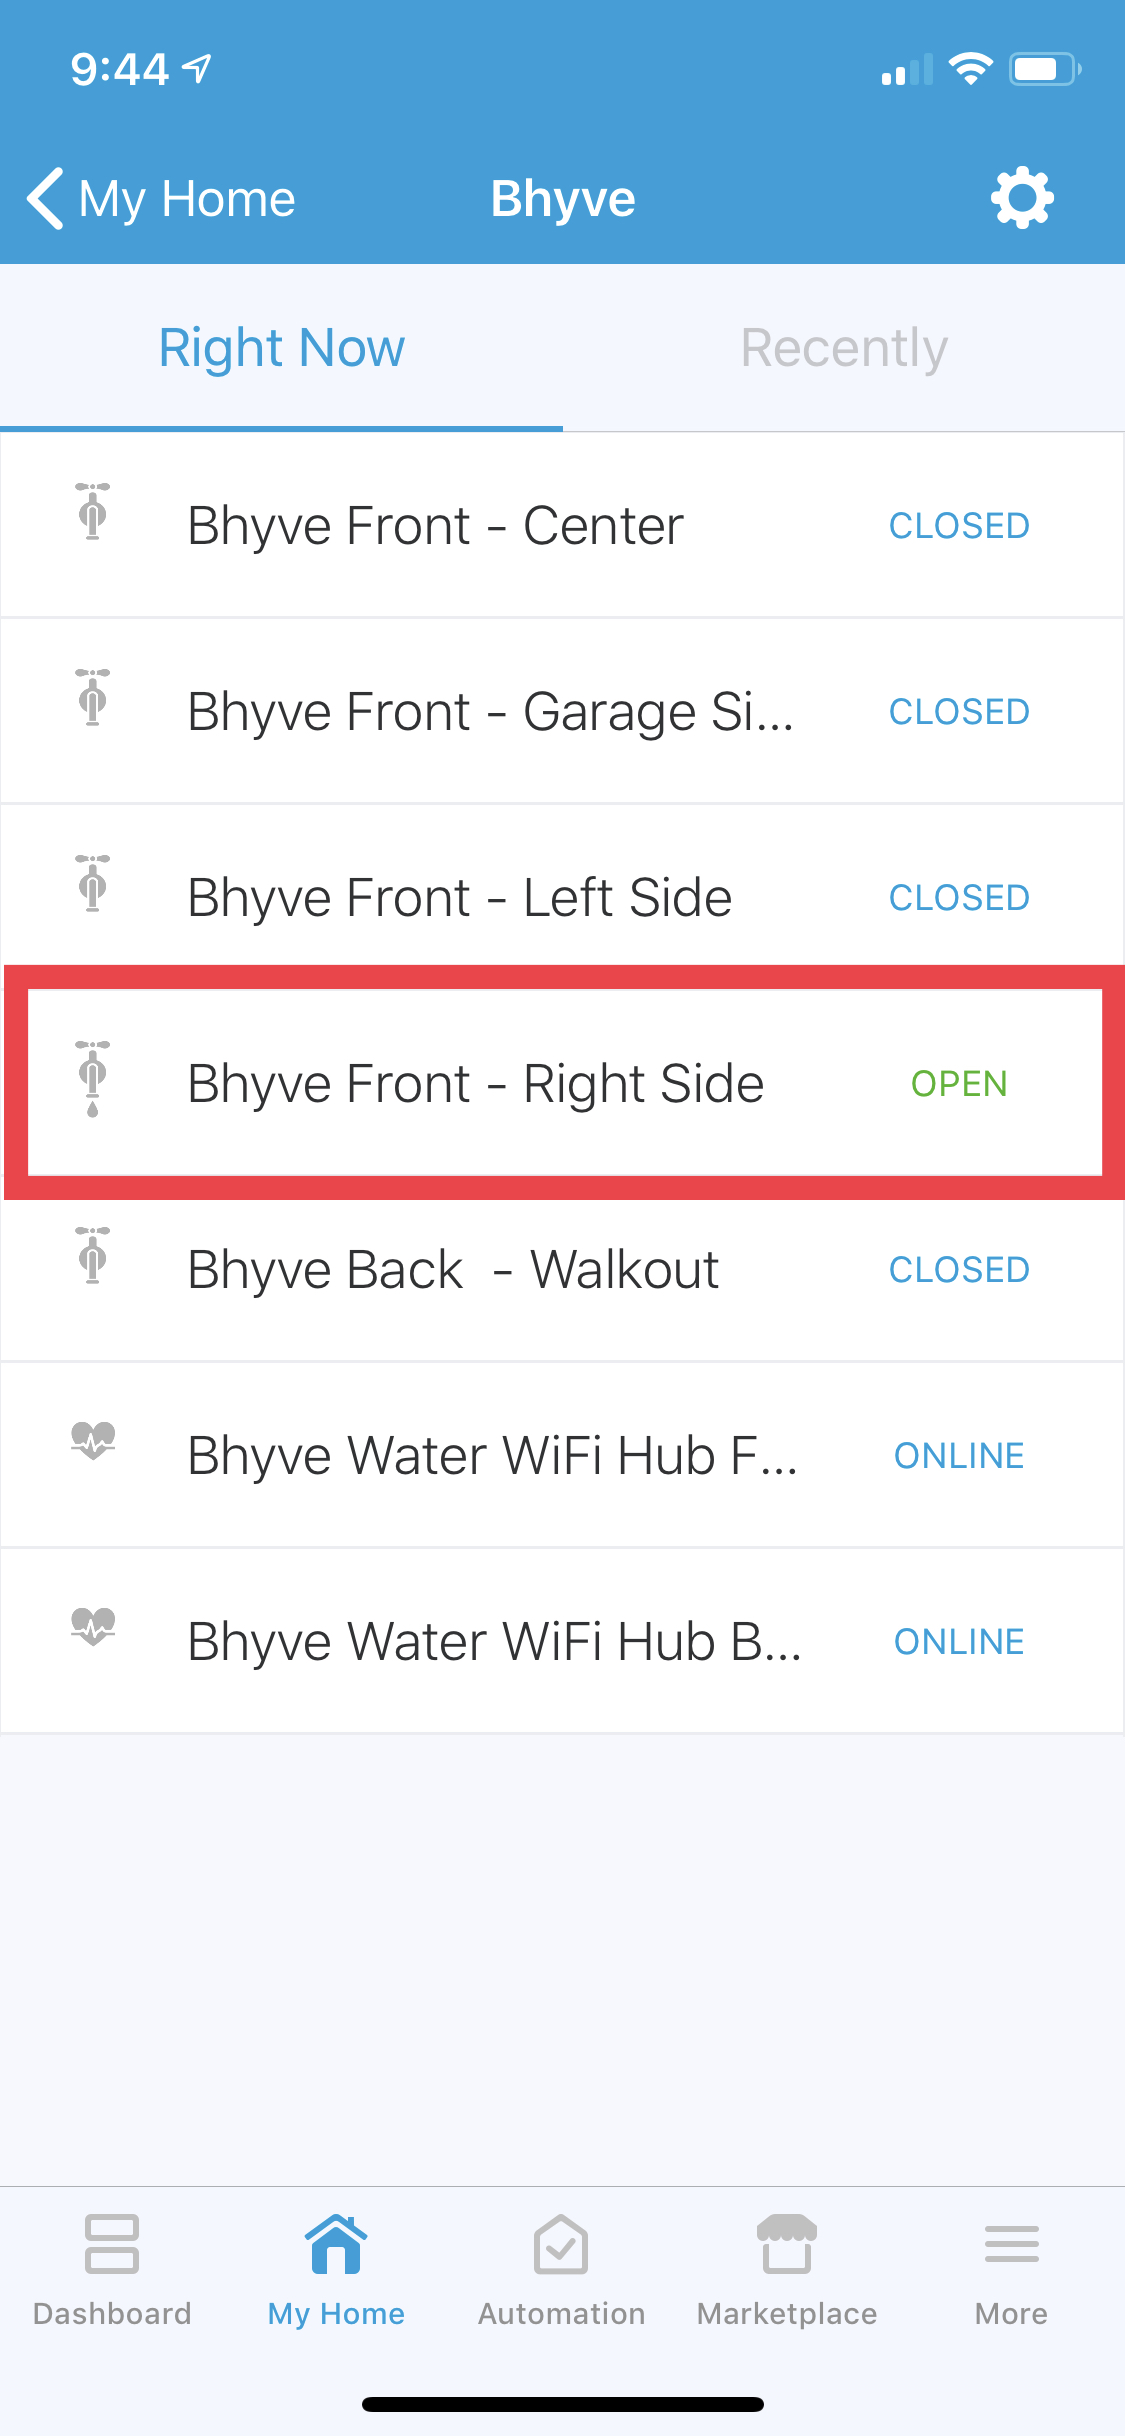 9:44
My Home Bhyve
Right Now Recently
Bhyve Front - Center CLOSED
Bhyve Front - Garage Si... CLOSED
Bhyve Front - Left Side CLOSED
Bhyve Front - Right Side OPEN
Bhyve Back  - Walkout CLOSED
Bhyve Water WiFi Hub F... ONLINE
Bhyve Water WiFi Hub B... ONLINE
Dashboard My Home Automation Marketplace More